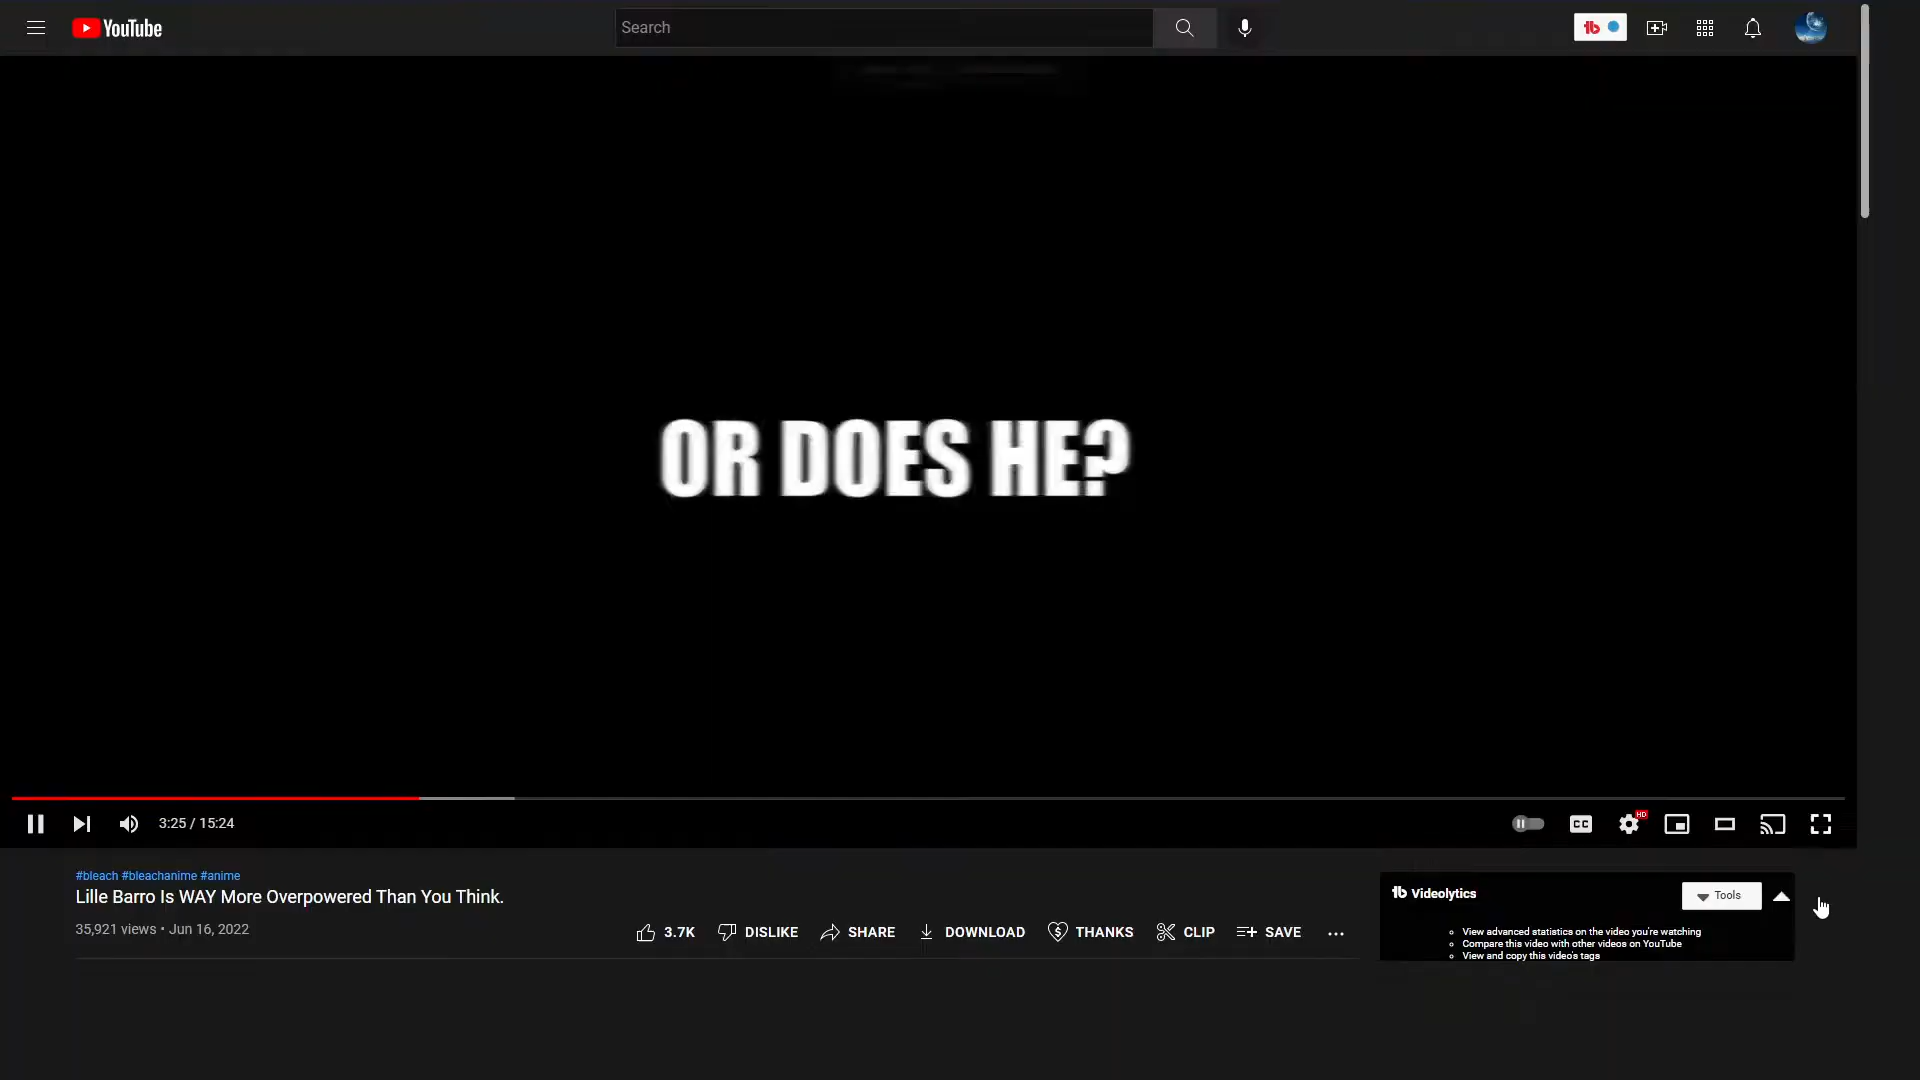 YouTube
Search
OR DOES HE?
3:25 / 15:24
CC
HD
#bleach #bleachanime #anime
Lille Barro Is WAY More Overpowered Than You Think.
35,921 views • Jun 16, 2022
3.7K
DISLIKE
SHARE
DOWNLOAD
THANKS
CLIP
SAVE
tb Videolytics
Tools
View advanced statistics on the video you're watching
Compare this video with other videos on YouTube
View and copy this video's tags